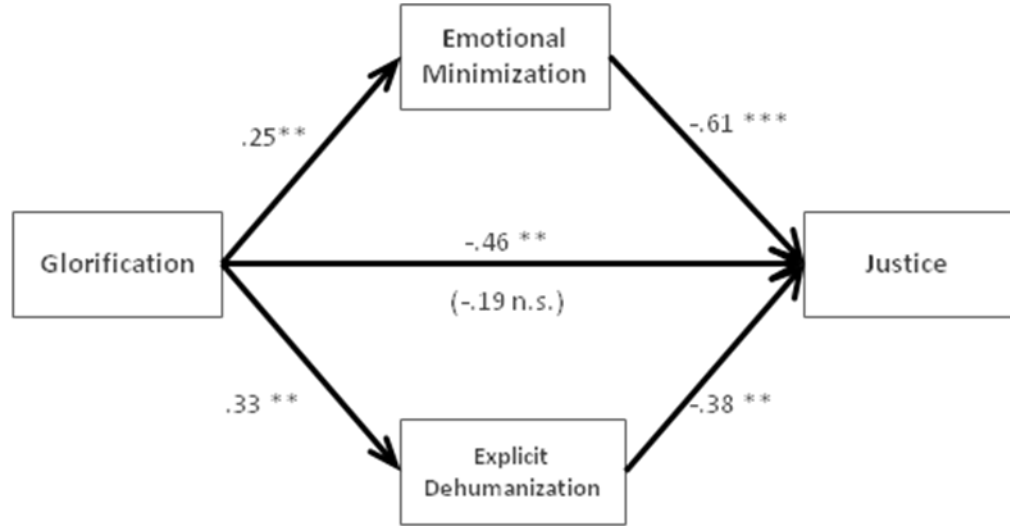 Emotional
Minimization
.25**
-.61 ***
Glorification
-.46 **
Justice
(-.19 n.s.)
.33 **
-.38 **
Explicit
Dehumanization